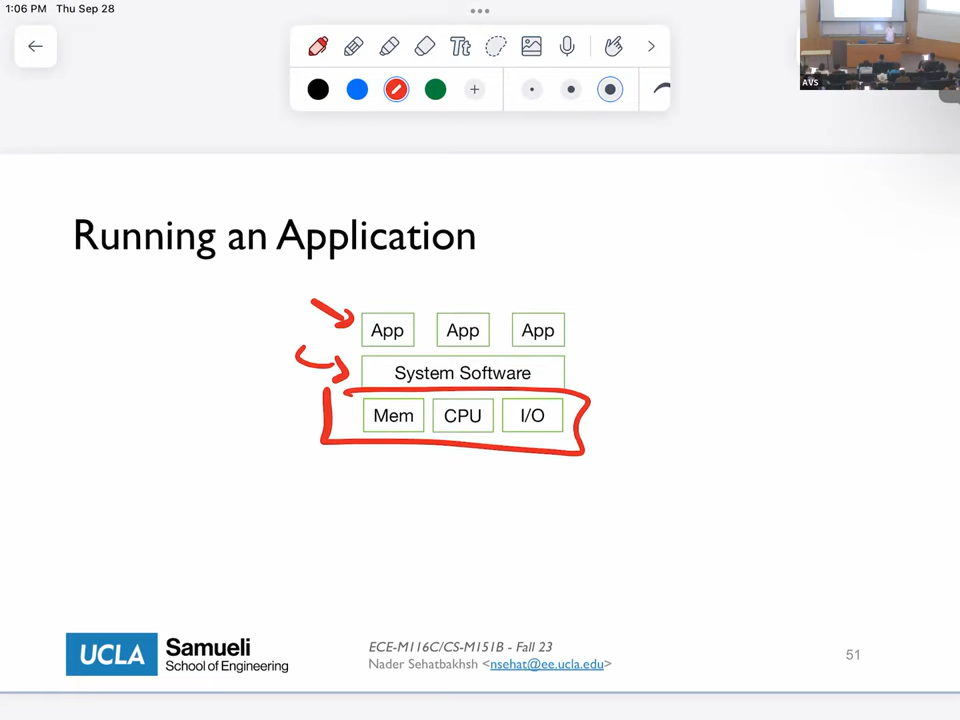 1:06 PM Thu Sep 28
Tt
AVS
Running an Application
App App App
System Software
Mem CPU I/O
UCLA Samueli
School of Engineering
ECE-M116C/CS-M151B - Fall 23
Nader Sehatbakhsh <nsehat@ee.ucla.edu>
51